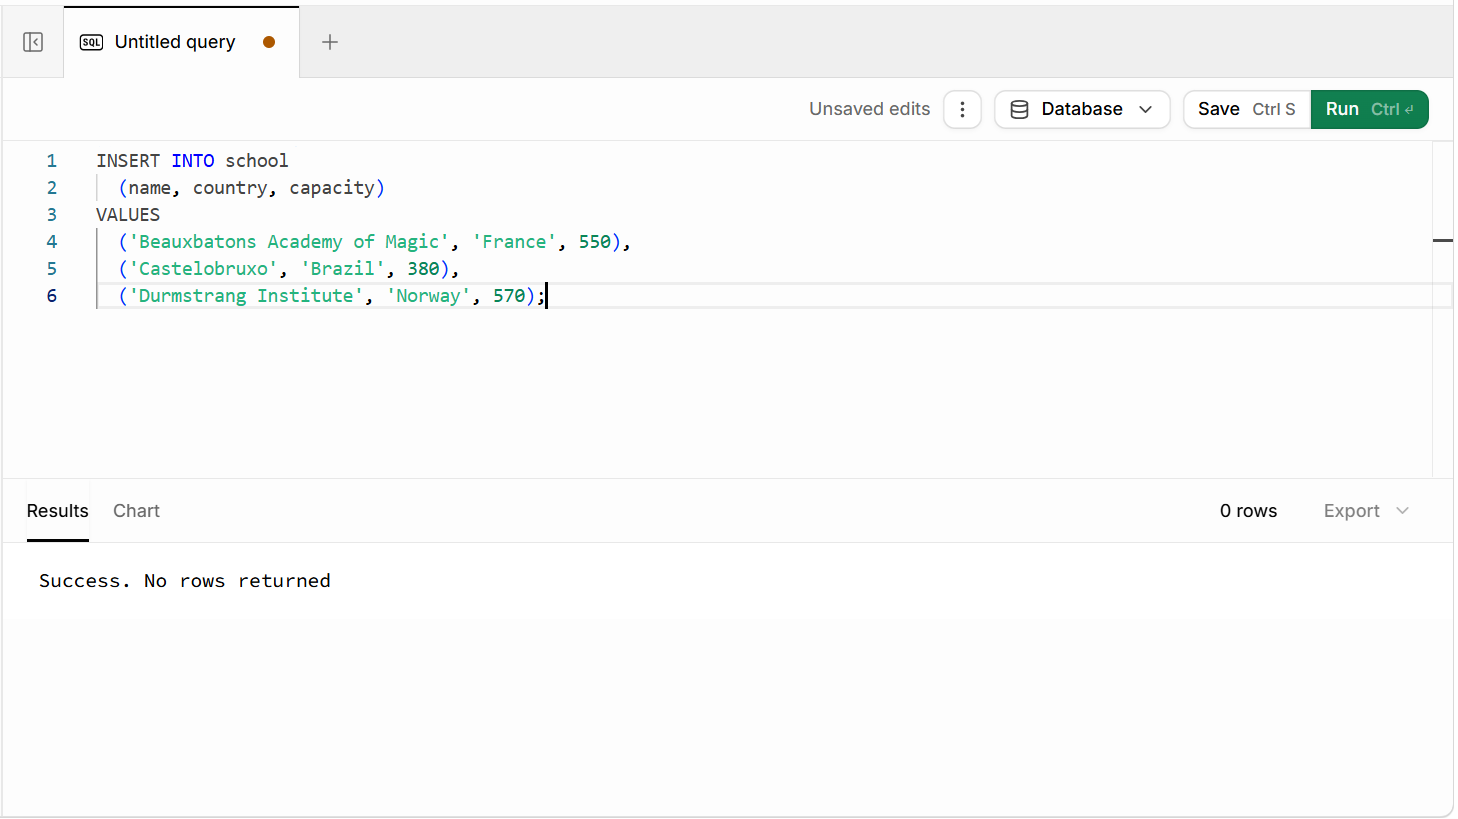 SQL Untitled query
Unsaved edits Database Save Ctrl S Run Ctrl ↵
1 INSERT INTO school
2 (name, country, capacity)
3 VALUES
4 ('Beauxbatons Academy of Magic', 'France', 550),
5 ('Castelobruxo', 'Brazil', 380),
6 ('Durmstrang Institute', 'Norway', 570);
Results Chart 0 rows Export
Success. No rows returned